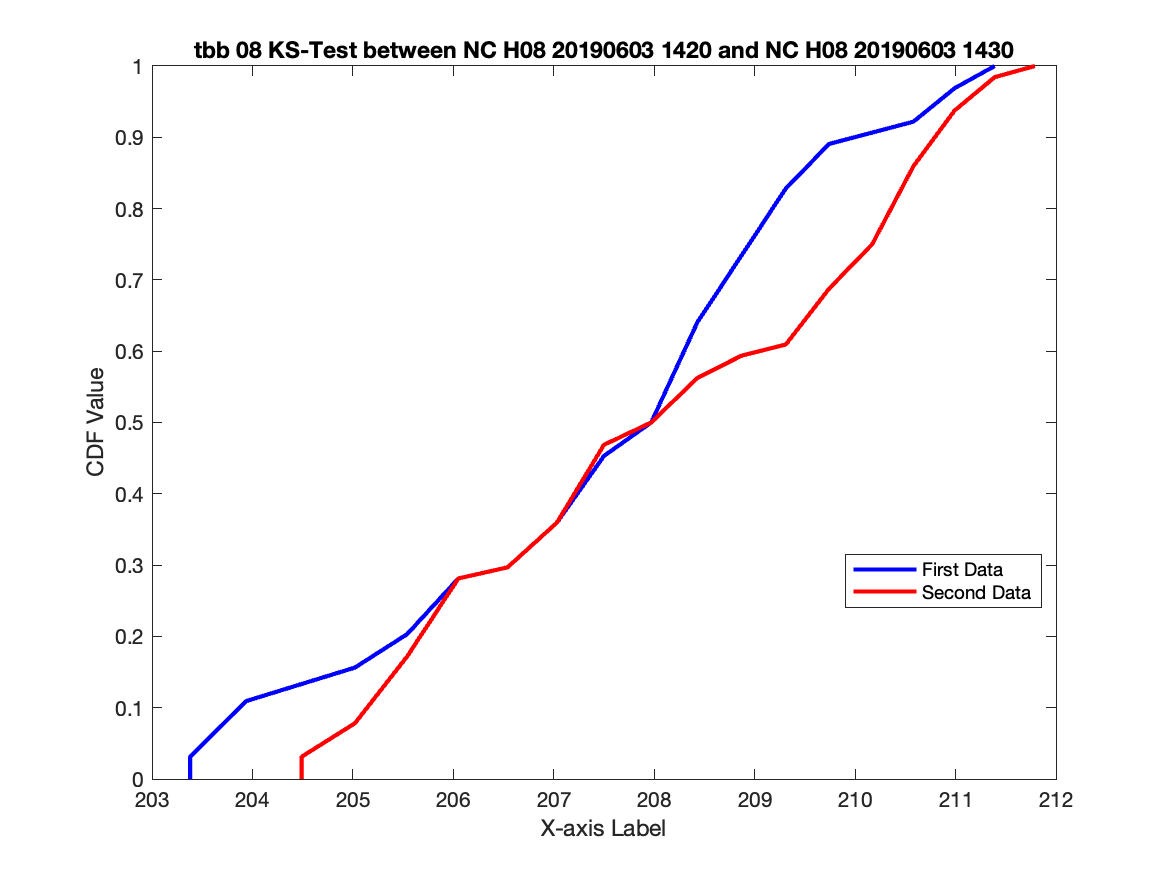 tbb 08 KS-Test between NC H08 20190603 1420 and NC H08 20190603 1430
1
0.9
0.8
0.7
0.6
0.5
0.4
0.3
0.2
0.1
0
CDF Value
First Data
Second Data
203 204 205 206 207 208 209 210 211 212
X-axis Label